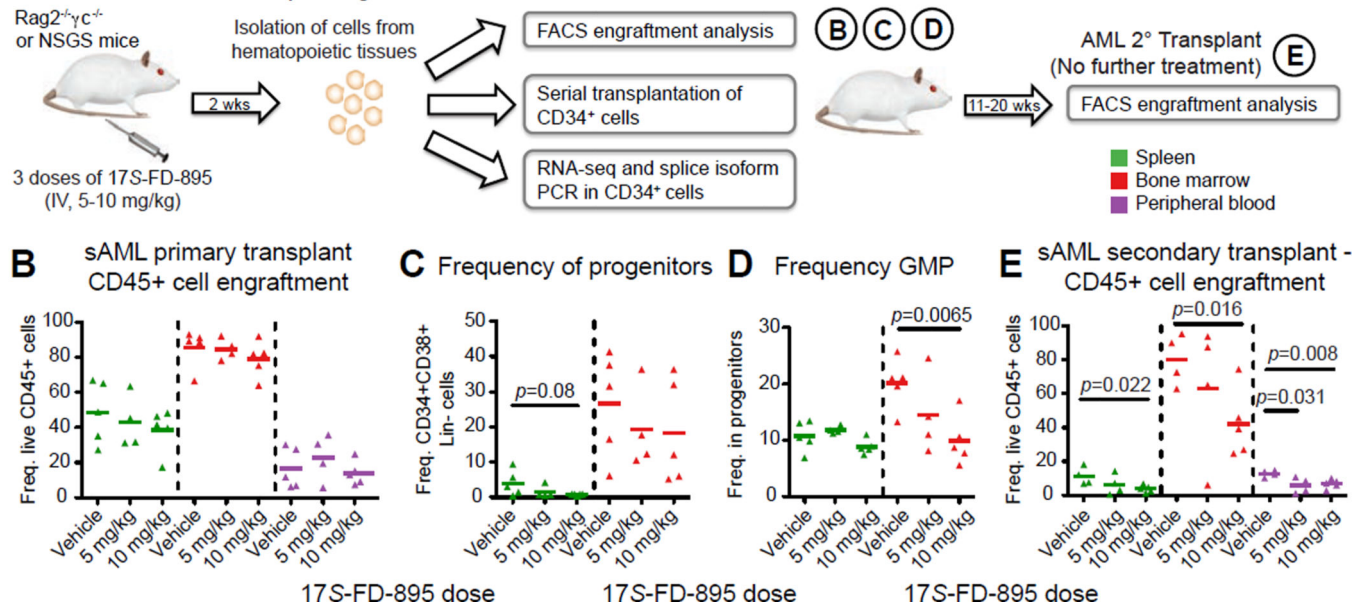 Rag2-/-γc-/-
or NSGS mice
2 wks
3 doses of 17S-FD-895
(IV, 5-10 mg/kg)
Isolation of cells from
hematopoietic tissues
FACS engraftment analysis
Serial transplantation of
CD34+ cells
RNA-seq and splice isoform
PCR in CD34+ cells
B C D
11-20 wks
AML 2° Transplant
(No further treatment)
E
FACS engraftment analysis
Spleen
Bone marrow
Peripheral blood
B
sAML primary transplant
CD45+ cell engraftment
Freq. live CD45+ cells
100
80
60
40
20
0
Vehicle
5 mg/kg
10 mg/kg
Vehicle
5 mg/kg
10 mg/kg
Vehicle
5 mg/kg
10 mg/kg
17S-FD-895 dose
C
Frequency of progenitors
Freq. CD34+CD38+
Lin- cells
50
40
30
20
10
0
p=0.08
Vehicle
5 mg/kg
10 mg/kg
Vehicle
5 mg/kg
10 mg/kg
17S-FD-895 dose
D
Frequency GMP
Freq. in progenitors
30
20
10
0
p=0.0065
Vehicle
5 mg/kg
10 mg/kg
Vehicle
5 mg/kg
10 mg/kg
17S-FD-895 dose
E
sAML secondary transplant -
CD45+ cell engraftment
Freq. live CD45+ cells
100
80
60
40
20
0
p=0.022
p=0.016
p=0.008
p=0.031
Vehicle
5 mg/kg
10 mg/kg
Vehicle
5 mg/kg
10 mg/kg
Vehicle
5 mg/kg
10 mg/kg